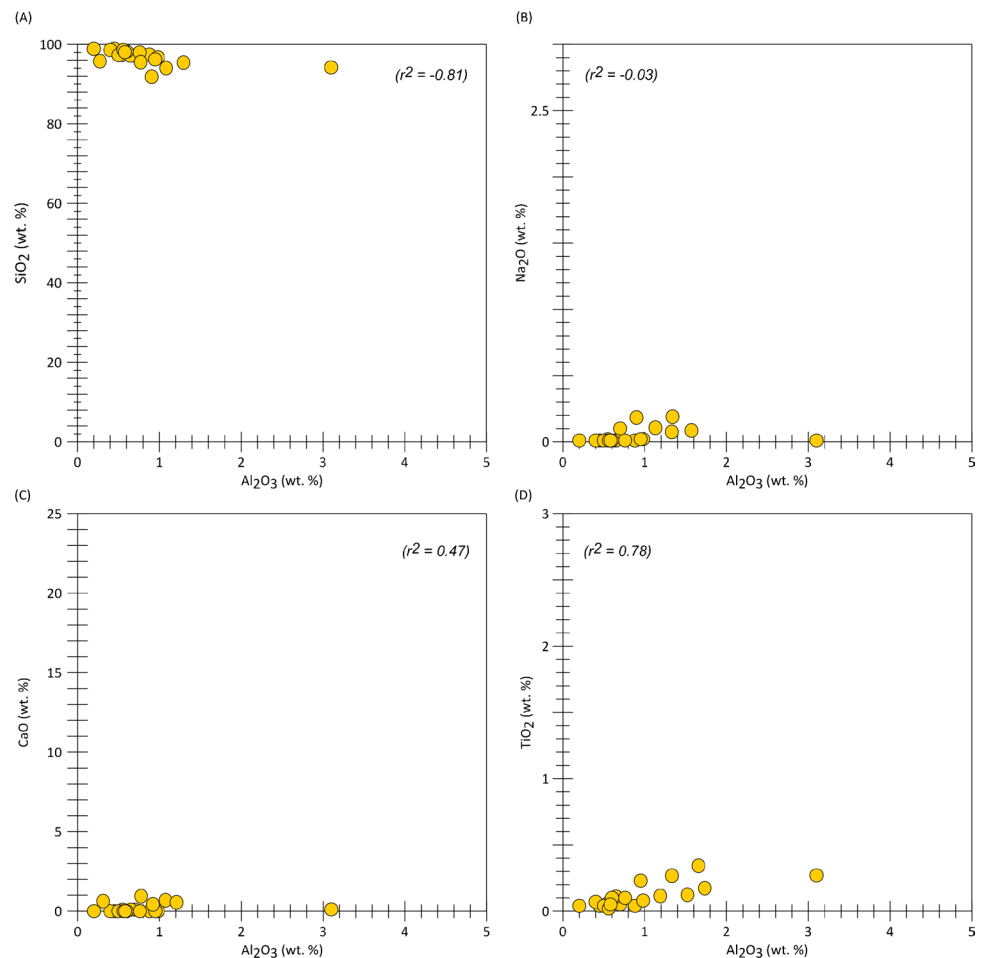 (A)
100
80
60
40
20
0
SiO2 (wt. %)
(r2 = -0.81)
0 1 2 3 4 5
Al2O3 (wt. %)
(B)
2.5
0
Na2O (wt. %)
(r2 = -0.03)
0 1 2 3 4 5
Al2O3 (wt. %)
(C)
25
20
15
10
5
0
CaO (wt. %)
(r2 = 0.47)
0 1 2 3 4 5
Al2O3 (wt. %)
(D)
3
2
1
0
TiO2 (wt. %)
(r2 = 0.78)
0 1 2 3 4 5
Al2O3 (wt. %)